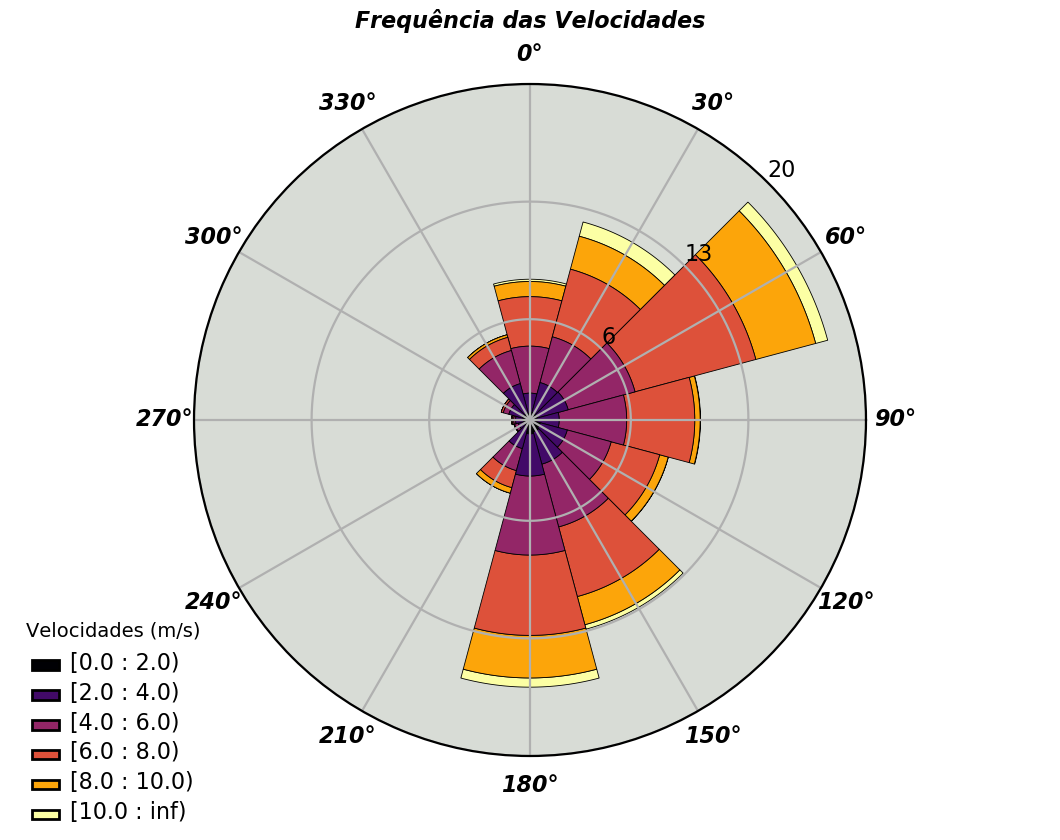 Frequência das Velocidades
0°
330°
30°
20
300°
60°
13
6
270°
90°
240°
120°
210°
150°
180°
Velocidades (m/s)
[0.0 : 2.0)
[2.0 : 4.0)
[4.0 : 6.0)
[6.0 : 8.0)
[8.0 : 10.0)
[10.0 : inf)